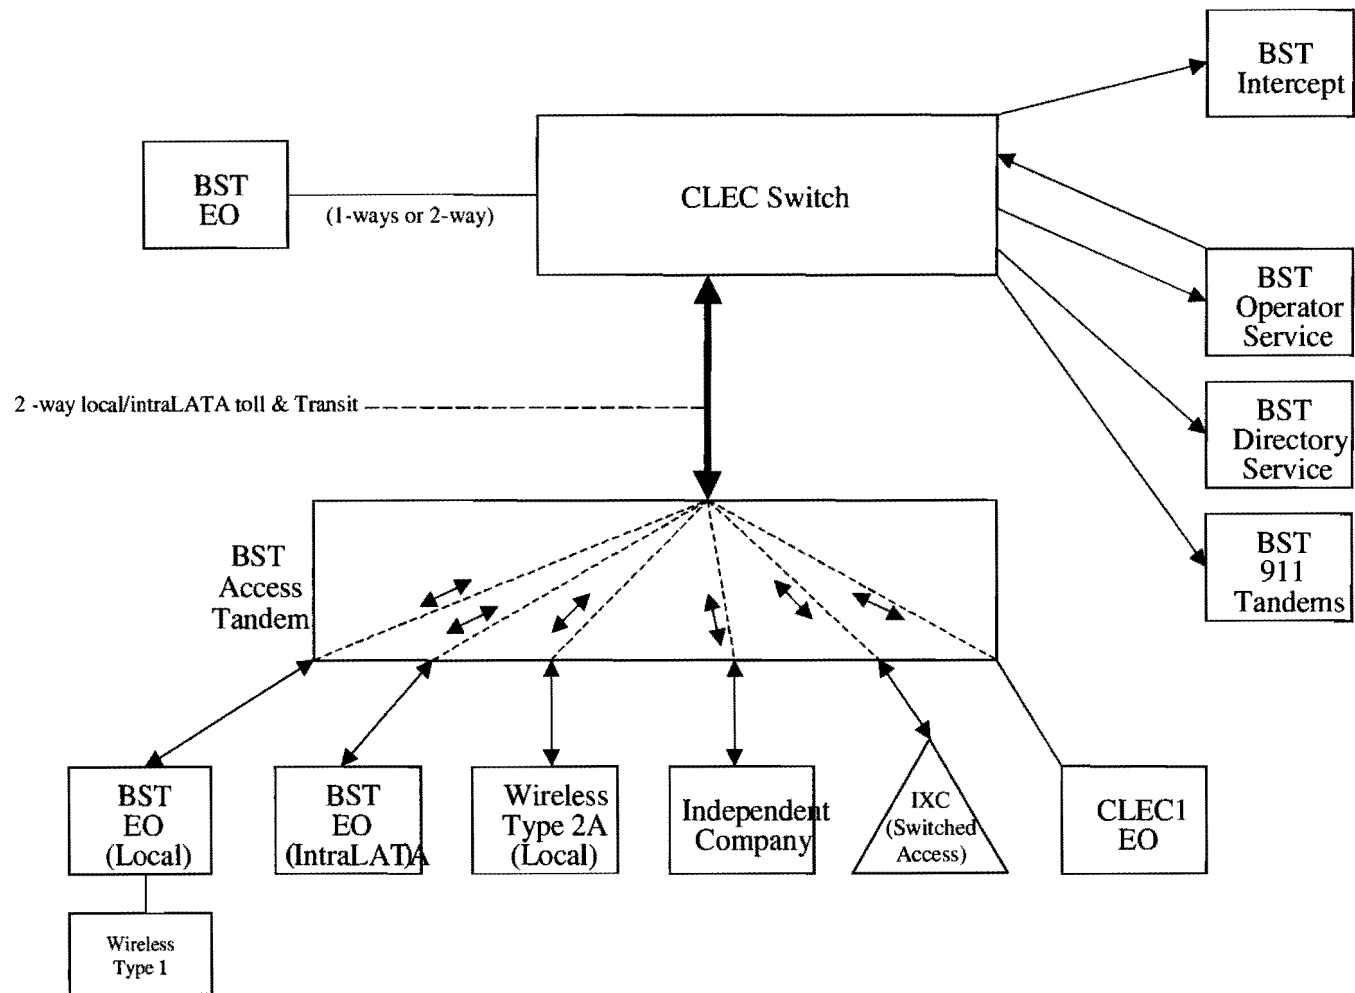 BST
Intercept
BST
EO
(1-ways or 2-way)
CLEC Switch
BST
Operator
Service
2 -way local/intraLATA toll & Transit
BST
Directory
Service
BST
911
Tandems
BST
Access
Tandem
BST
EO
(Local)
BST
EO
(IntraLAT)A
Wireless
Type 2A
(Local)
Independent
Company
IXC
(Switched
Access)
CLEC1
EO
Wireless
Type 1